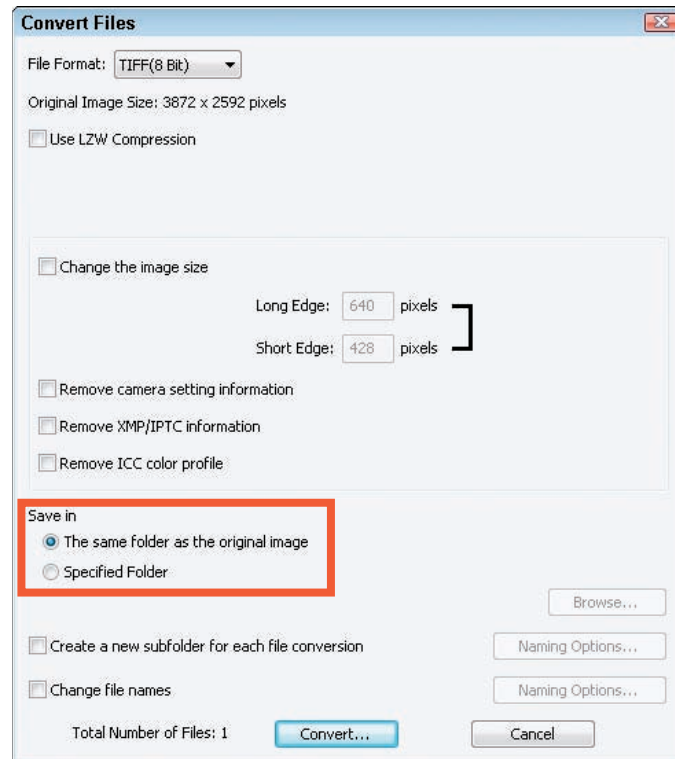 Convert Files
File Format: TIFF(8 Bit)
Original Image Size: 3872 x 2592 pixels
Use LZW Compression
Change the image size
Long Edge: 640 pixels
Short Edge: 428 pixels
Remove camera setting information
Remove XMP/IPTC information
Remove ICC color profile
Save in
The same folder as the original image
Specified Folder
Browse...
Create a new subfolder for each file conversion Naming Options...
Change file names Naming Options...
Total Number of Files: 1 Convert... Cancel